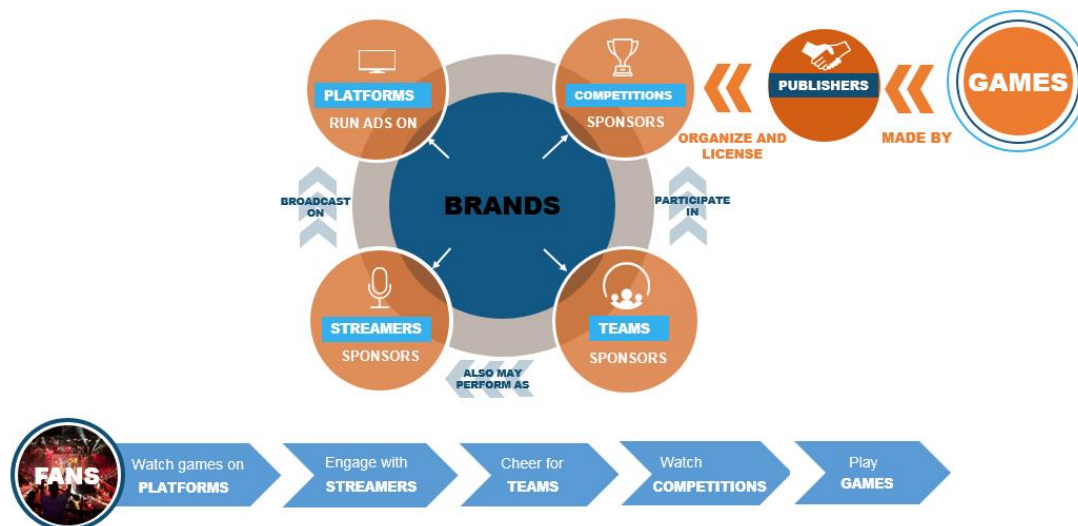 PLATFORMS
RUN ADS ON
COMPETITIONS
SPONSORS
PUBLISHERS
GAMES
ORGANIZE AND
LICENSE
MADE BY
BROADCAST
ON
BRANDS
PARTICIPATE
IN
STREAMERS
SPONSORS
TEAMS
SPONSORS
ALSO MAY
PERFORM AS
FANS
Watch games on
PLATFORMS
Engage with
STREAMERS
Cheer for
TEAMS
Watch
COMPETITIONS
Play
GAMES